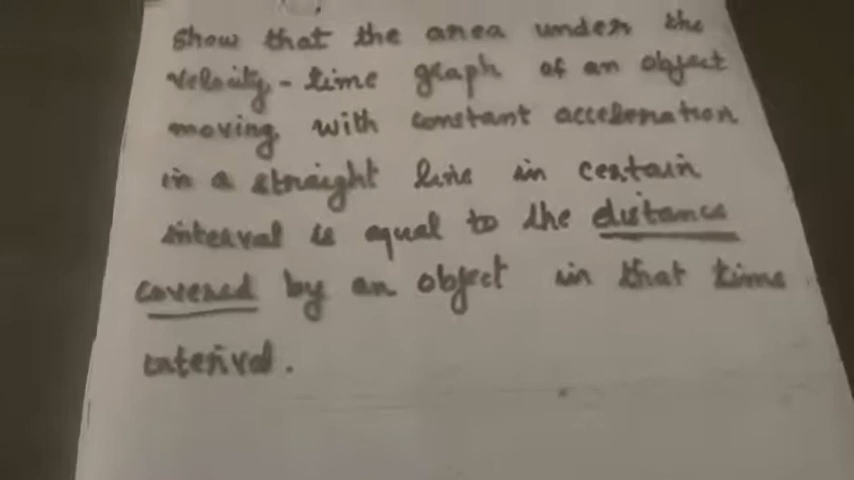 show that the area under the
velocity - time graph of an object
moving with constant acceleration
in a straight line in certain
interval is equal to the distance
covered by an object in that time
interval.